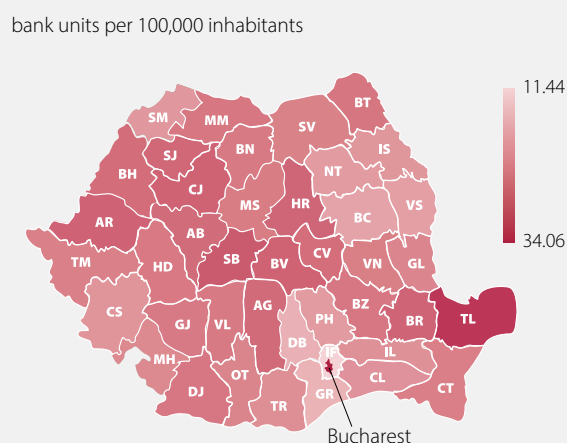 bank units per 100,000 inhabitants
11.44
34.06
BT
SM
MM
SV
SJ
BN
IS
BH
CJ
NT
MS
HR
AR
BC
VS
AB
TM
HD
SB
BV
CV
VN
GL
CS
GJ
VL
AG
PH
BZ
BR
TL
DB
MH
IF
IL
OT
CL
DJ
TR
GR
CT
Bucharest